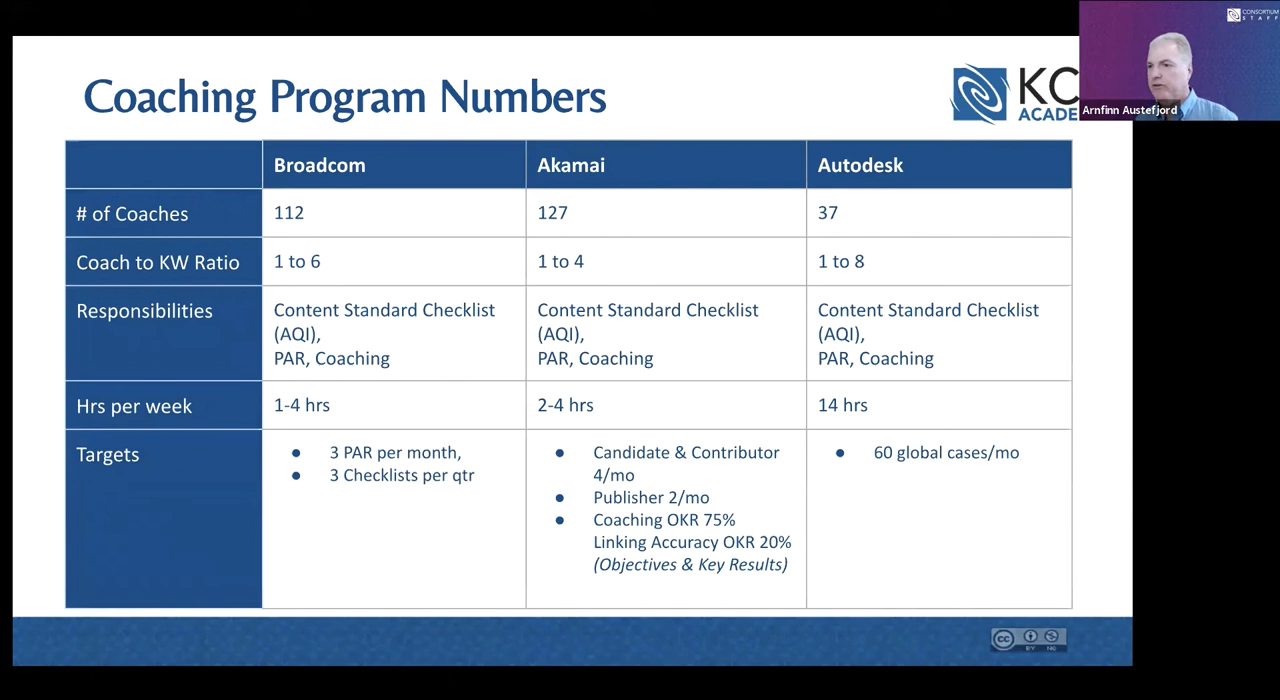 CONSORTIUM
STAFF
Arnfinn Austefjord
Coaching Program Numbers
KC
ACADE
Broadcom Akamai Autodesk
# of Coaches 112 127 37
Coach to KW Ratio 1 to 6 1 to 4 1 to 8
Responsibilities
Content Standard Checklist
(AQI),
PAR, Coaching
Content Standard Checklist
(AQI),
PAR, Coaching
Content Standard Checklist
(AQI),
PAR, Coaching
Hrs per week 1-4 hrs 2-4 hrs 14 hrs
Targets
● 3 PAR per month,
● 3 Checklists per qtr
● Candidate & Contributor
4/mo
● Publisher 2/mo
● Coaching OKR 75%
Linking Accuracy OKR 20%
(Objectives & Key Results)
● 60 global cases/mo
cc
BY NC